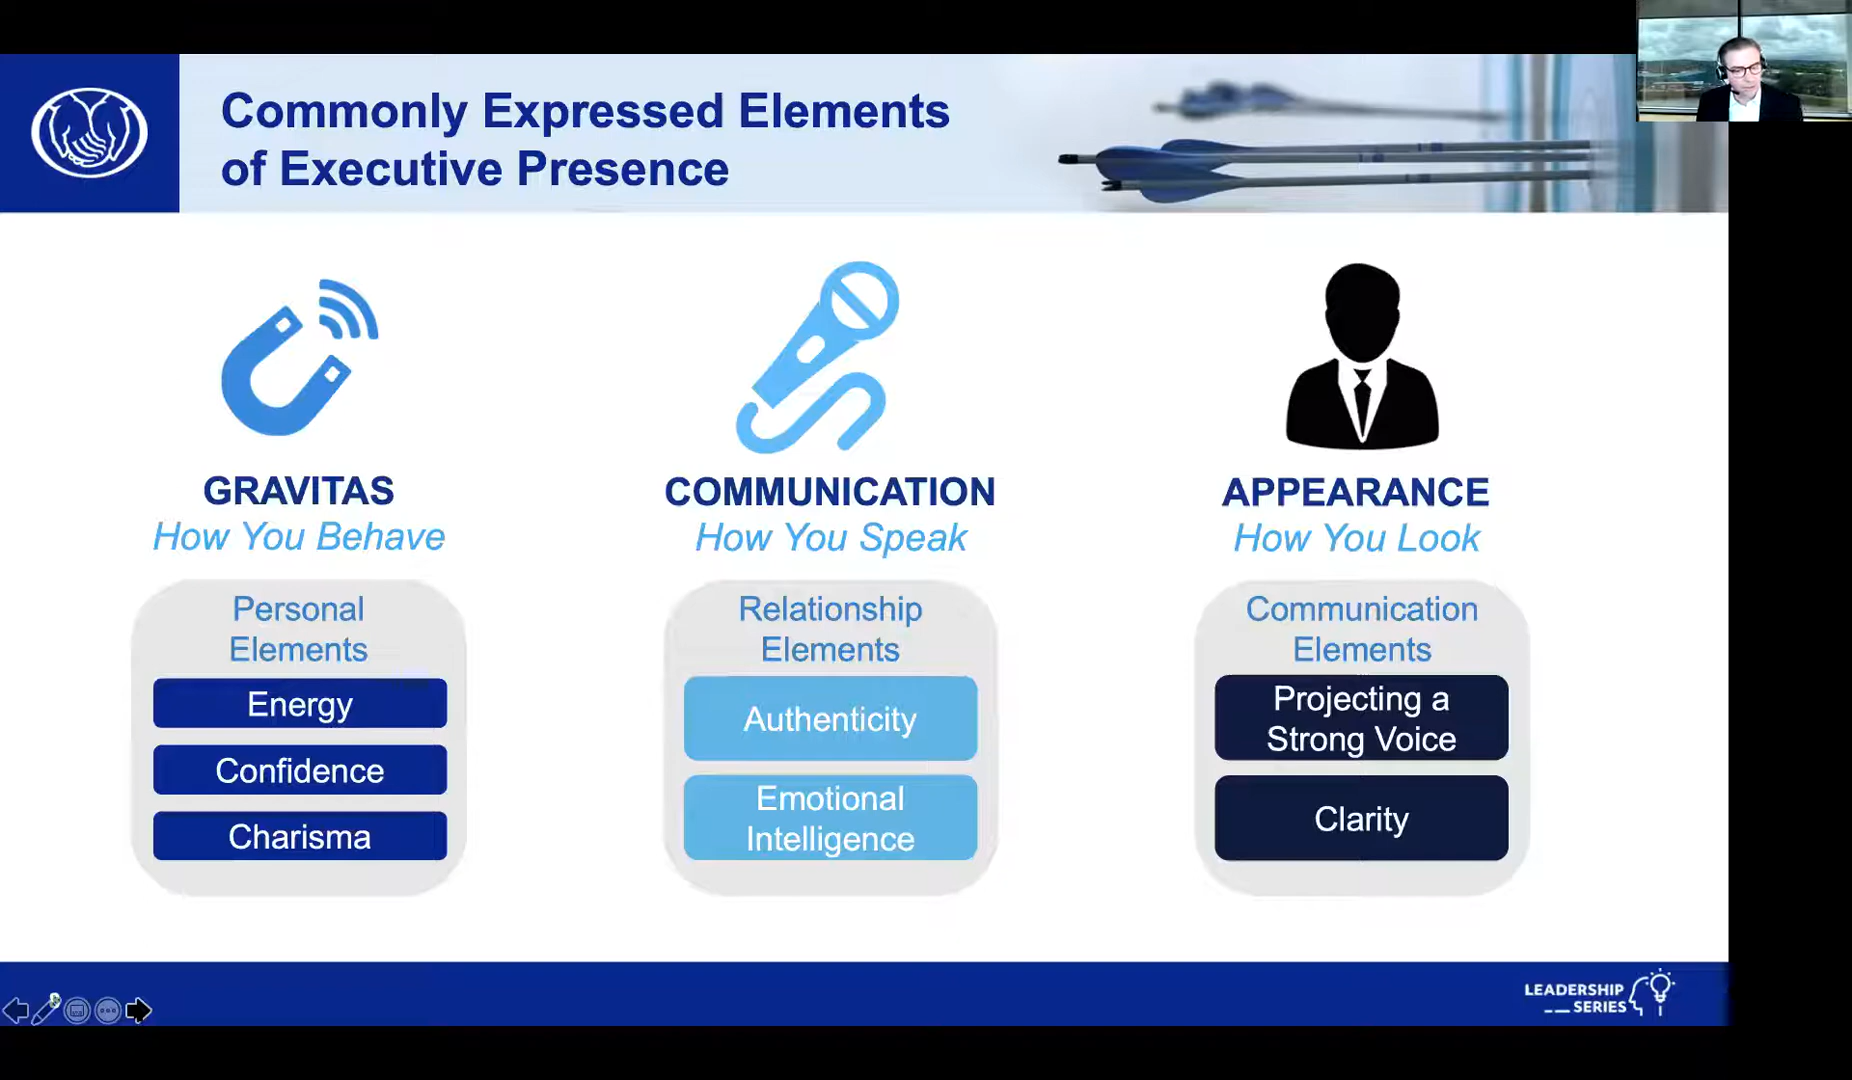 Commonly Expressed Elements
of Executive Presence
GRAVITAS
How You Behave
Personal
Elements
Energy
Confidence
Charisma
COMMUNICATION
How You Speak
Relationship
Elements
Authenticity
Emotional
Intelligence
APPEARANCE
How You Look
Communication
Elements
Projecting a
Strong Voice
Clarity
LEADERSHIP
SERIES